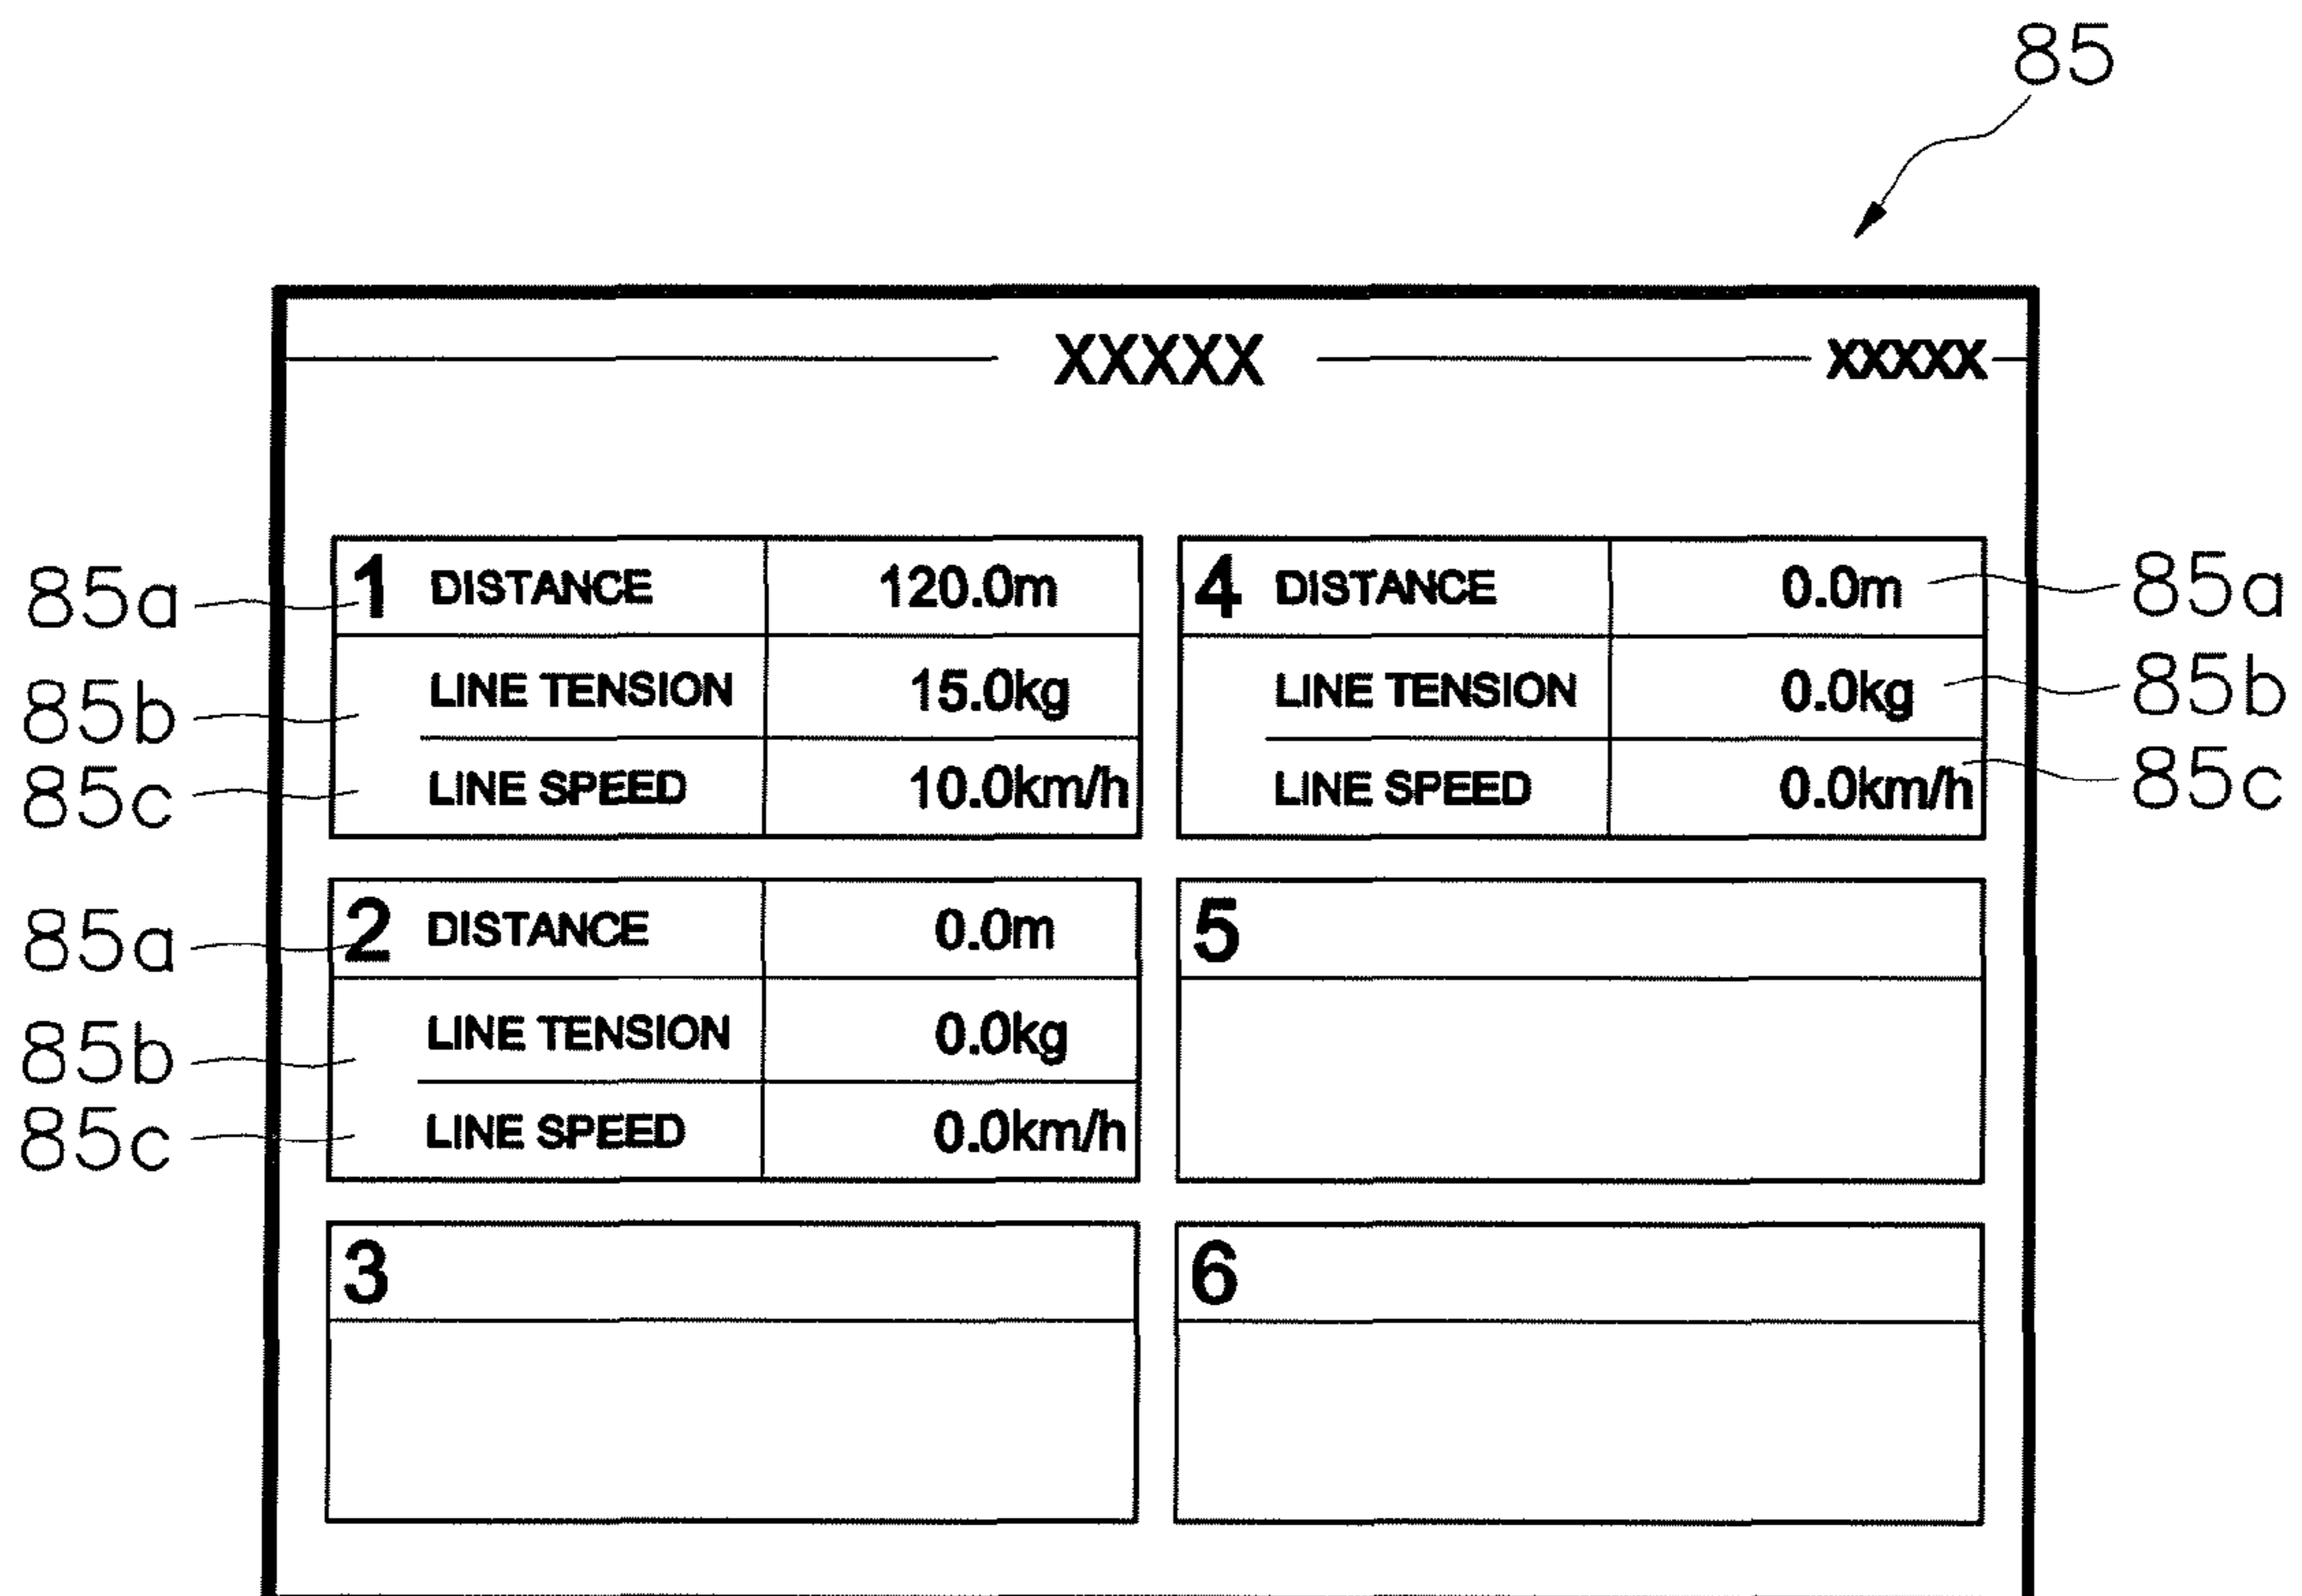 85
XXXXX XXXXX
85a 1 DISTANCE 120.0m
85b LINE TENSION 15.0kg
85c LINE SPEED 10.0km/h
4 DISTANCE 0.0m 85a
LINE TENSION 0.0kg 85b
LINE SPEED 0.0km/h 85c
85a 2 DISTANCE 0.0m
85b LINE TENSION 0.0kg
85c LINE SPEED 0.0km/h
5
3
6